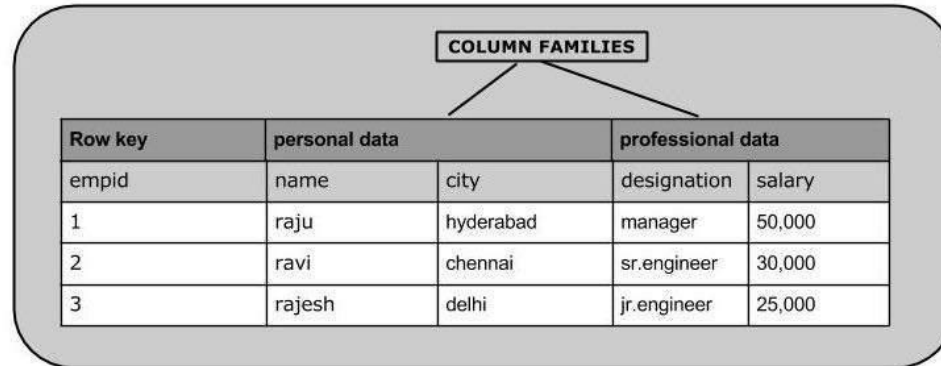 COLUMN FAMILIES
Row key personal data professional data
empid name city designation salary
1 raju hyderabad manager 50,000
2 ravi chennai sr.engineer 30,000
3 rajesh delhi jr.engineer 25,000